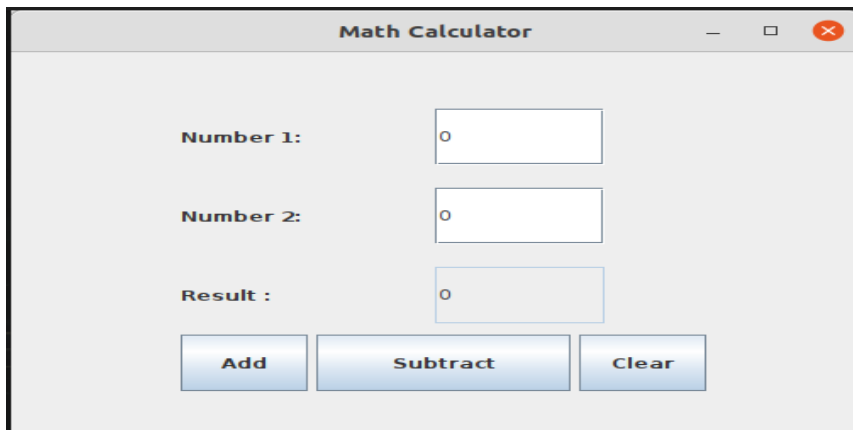 Math Calculator
Number 1: 0
Number 2: 0
Result : 0
Add Subtract Clear